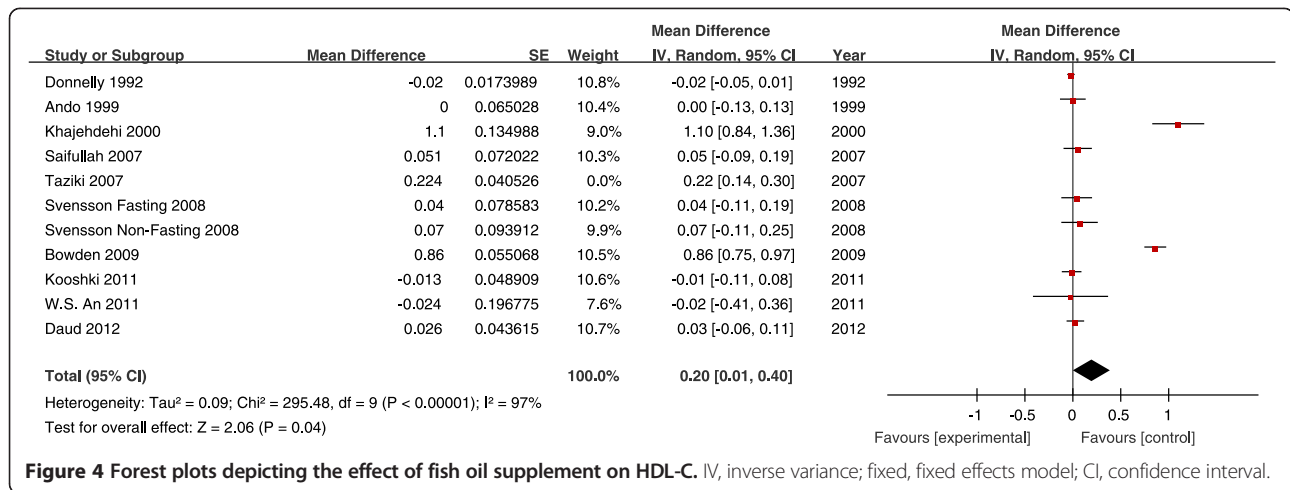 Mean Difference Mean Difference
Study or Subgroup Mean Difference SE Weight IV, Random, 95% CI Year IV, Random, 95% CI
Donnelly 1992 -0.02 0.0173989 10.8% -0.02 [-0.05, 0.01] 1992
Ando 1999 0 0.065028 10.4% 0.00 [-0.13, 0.13] 1999
Khajehdehi 2000 1.1 0.134988 9.0% 1.10 [0.84, 1.36] 2000
Saifullah 2007 0.051 0.072022 10.3% 0.05 [-0.09, 0.19] 2007
Taziki 2007 0.224 0.040526 0.0% 0.22 [0.14, 0.30] 2007
Svensson Fasting 2008 0.04 0.078583 10.2% 0.04 [-0.11, 0.19] 2008
Svensson Non-Fasting 2008 0.07 0.093912 9.9% 0.07 [-0.11, 0.25] 2008
Bowden 2009 0.86 0.055068 10.5% 0.86 [0.75, 0.97] 2009
Kooshki 2011 -0.013 0.048909 10.6% -0.01 [-0.11, 0.08] 2011
W.S. An 2011 -0.024 0.196775 7.6% -0.02 [-0.41, 0.36] 2011
Daud 2012 0.026 0.043615 10.7% 0.03 [-0.06, 0.11] 2012
Total (95% CI) 100.0% 0.20 [0.01, 0.40]
Heterogeneity: Tau² = 0.09; Chi² = 295.48, df = 9 (P < 0.00001); I² = 97%
Test for overall effect: Z = 2.06 (P = 0.04)
-1 -0.5 0 0.5 1
Favours [experimental] Favours [control]
Figure 4 Forest plots depicting the effect of fish oil supplement on HDL-C. IV, inverse variance; fixed, fixed effects model; CI, confidence interval.